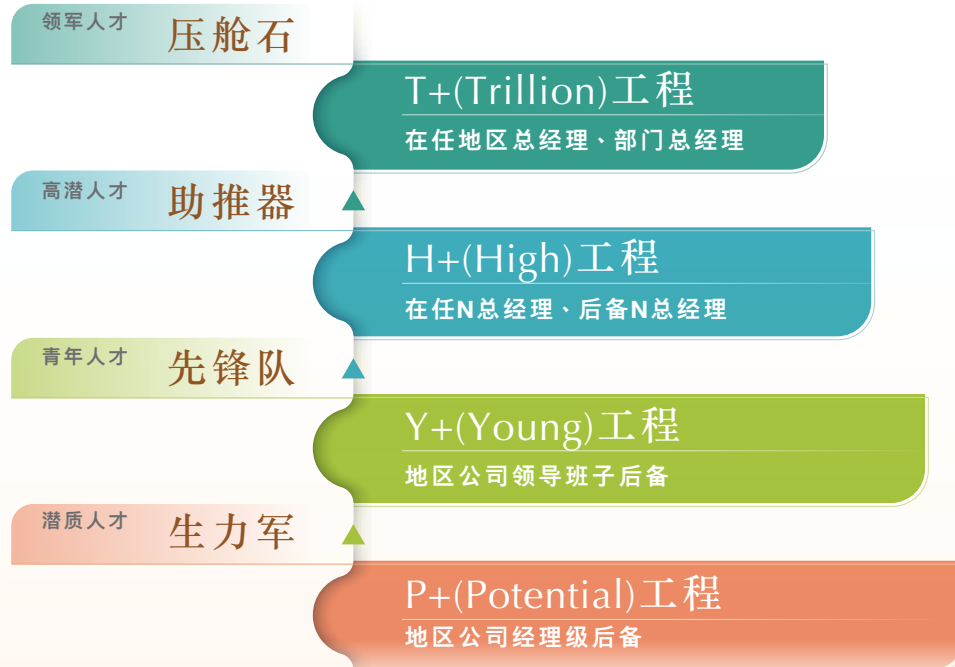 领军人才 压舱石
T+(Trillion)工程
在任地区总经理、部门总经理
高潜人才 助推器
H+(High)工程
在任N总经理、后备N总经理
青年人才 先锋队
Y+(Young)工程
地区公司领导班子后备
潜质人才 生力军
P+(Potential)工程
地区公司经理级后备